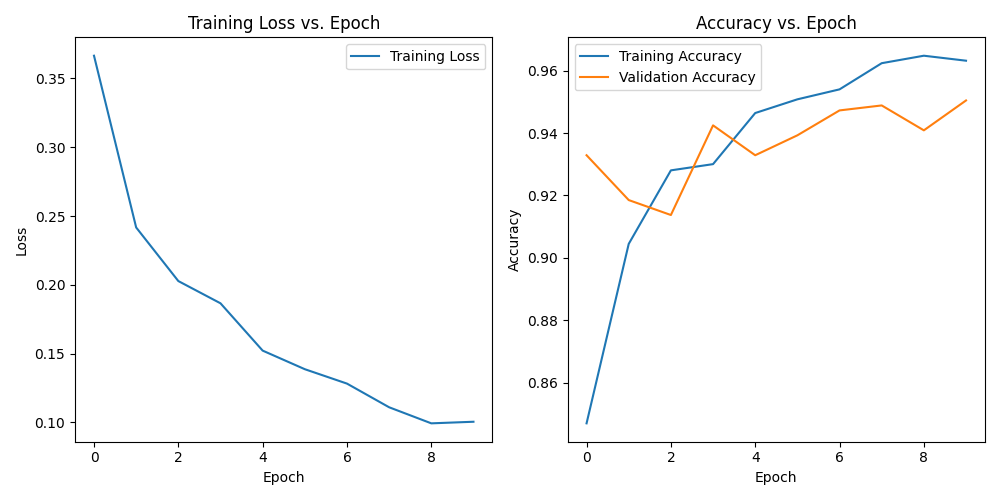 Training Loss vs. Epoch
Training Loss
0.35
0.30
0.25
0.20
0.15
0.10
Loss
0 2 4 6 8
Epoch
Accuracy vs. Epoch
Training Accuracy
Validation Accuracy
0.96
0.94
0.92
0.90
0.88
0.86
Accuracy
0 2 4 6 8
Epoch